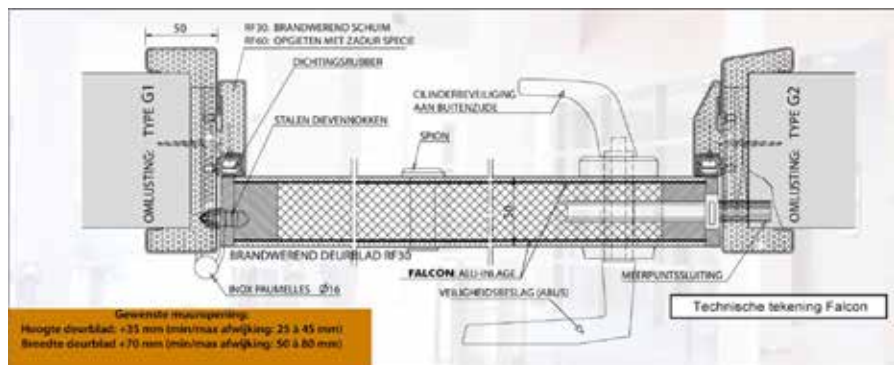 50
RF30: BRANDWEREND SCHUIM
RF60: OPGIETEN MET ZADUR SPECIE
DICHTINGSRUBBER
CILINDERBEVEILIGING
AAN BUITENZIJDE
STALEN DIEVENNOKKEN
SPION
OMLIJSTING: TYPE G1
OMLIJSTING: TYPE G2
50
BRANDWEREND DEURBLAD RF30
FALCON ALU-INLAGE
MEERPUNTSSLUITING
INOX PAUMELLES Ø16
VEILIGHEIDSBESLAG (ABUS)
Technische tekening Falcon
Gewenste muuropening:
Hoogte deurblad: +35 mm (min/max afwijking: 25 à 45 mm)
Breedte deurblad +70 mm (min/max afwijking: 50 à 80 mm)